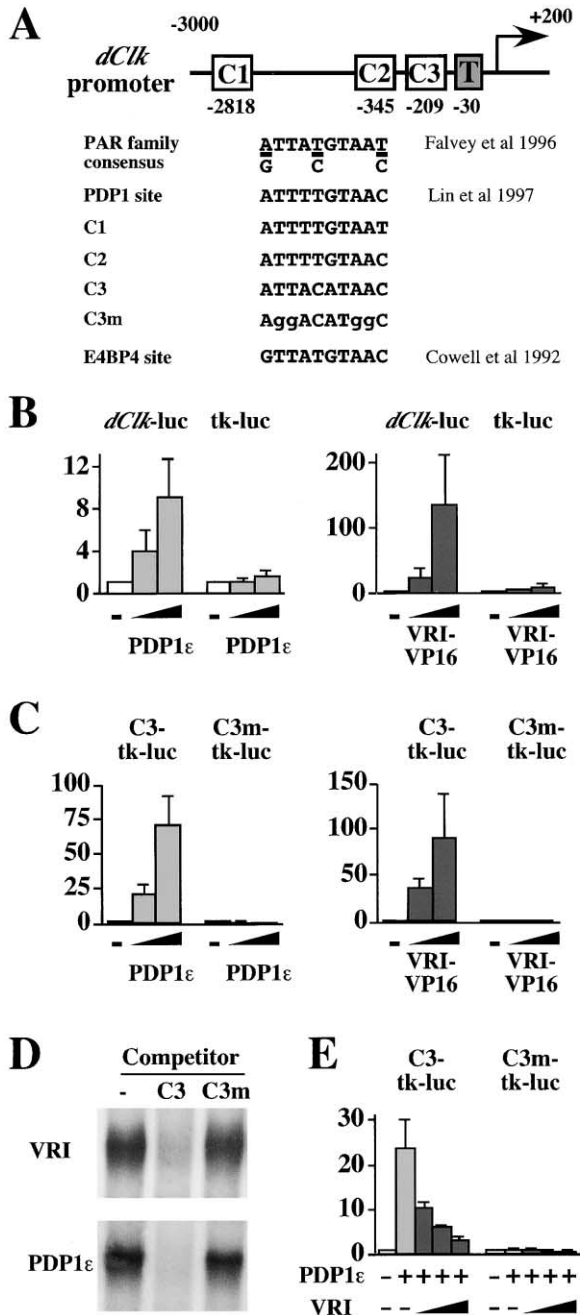 A
-3000
+200
dClk
promoter
C1 C2 C3 T
-2818 -345 -209 -30
PAR family
consensus
ATTATGTAAT
G C C
Falvey et al 1996
PDP1 site ATTTTGTAAC Lin et al 1997
C1 ATTTTGTAAT
C2 ATTTTGTAAC
C3 ATTACATAAC
C3m AggACATggC
E4BP4 site GTTATGTAAC Cowell et al 1992
B
dClk-luc tk-luc
12
8
4
0
-
-
PDP1ε PDP1ε
dClk-luc tk-luc
200
100
0
-
-
VRI-
VP16
VRI-
VP16
C
C3-
tk-luc
C3m-
tk-luc
100
75
50
25
0
-
-
PDP1ε PDP1ε
C3-
tk-luc
C3m-
tk-luc
150
100
50
0
-
-
VRI-
VP16
VRI-
VP16
D
Competitor
- C3 C3m
VRI
PDP1ε
E
C3-
tk-luc
C3m-
tk-luc
30
20
10
0
PDP1ε - + + + + - + + + +
VRI - - - -